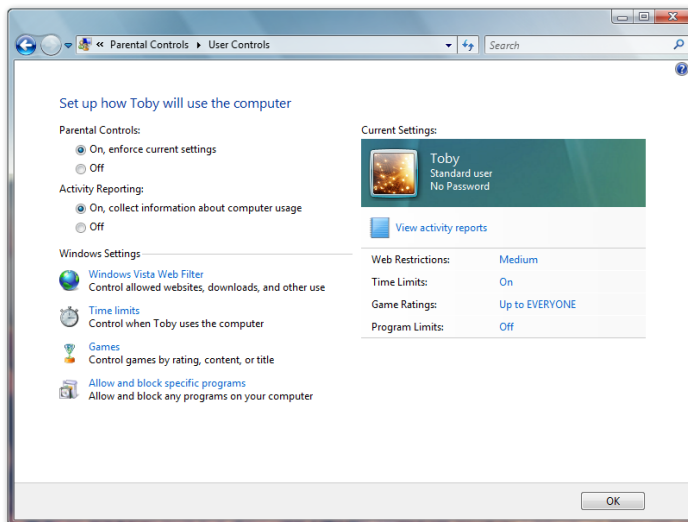 « Parental Controls ▸ User Controls
Search
Set up how Toby will use the computer
Parental Controls:
On, enforce current settings
Off
Activity Reporting:
On, collect information about computer usage
Off
Windows Settings
Windows Vista Web Filter
Control allowed websites, downloads, and other use
Time limits
Control when Toby uses the computer
Games
Control games by rating, content, or title
Allow and block specific programs
Allow and block any programs on your computer
Current Settings:
Toby
Standard user
No Password
View activity reports
Web Restrictions: Medium
Time Limits: On
Game Ratings: Up to EVERYONE
Program Limits: Off
OK